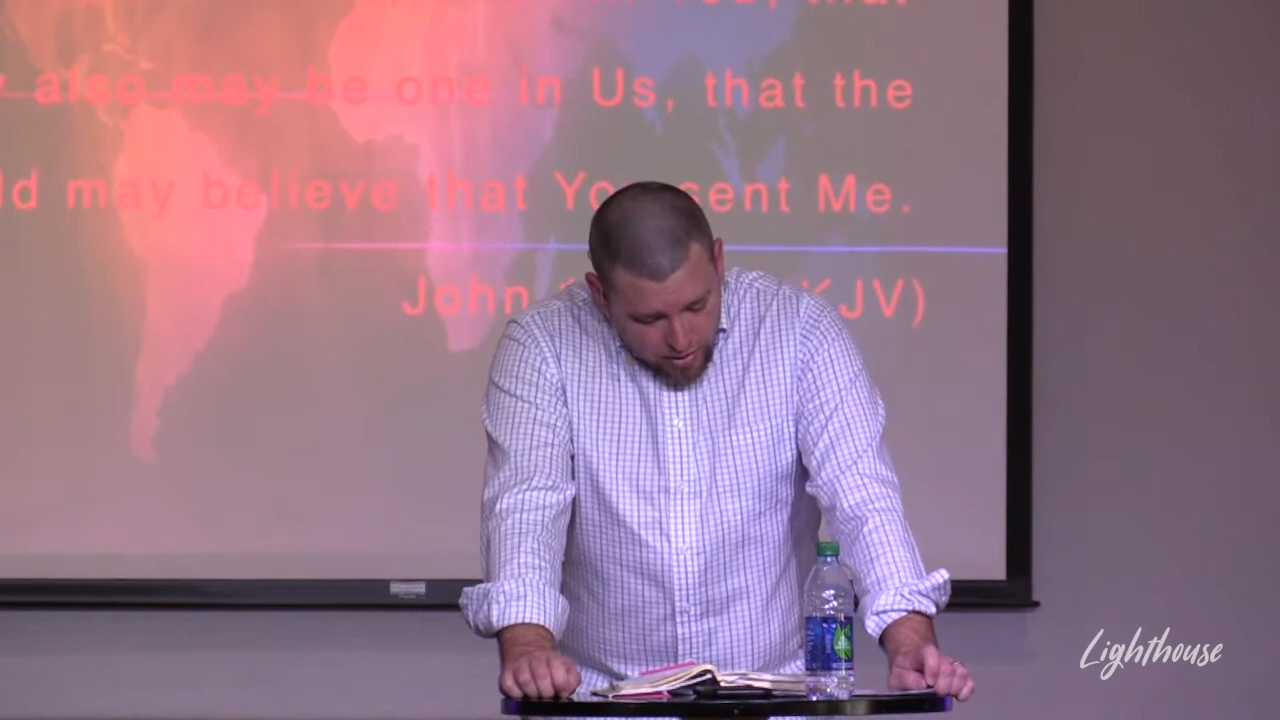 also may be one in Us, that the
may believe that You sent Me.
John KJV)
Lighthouse